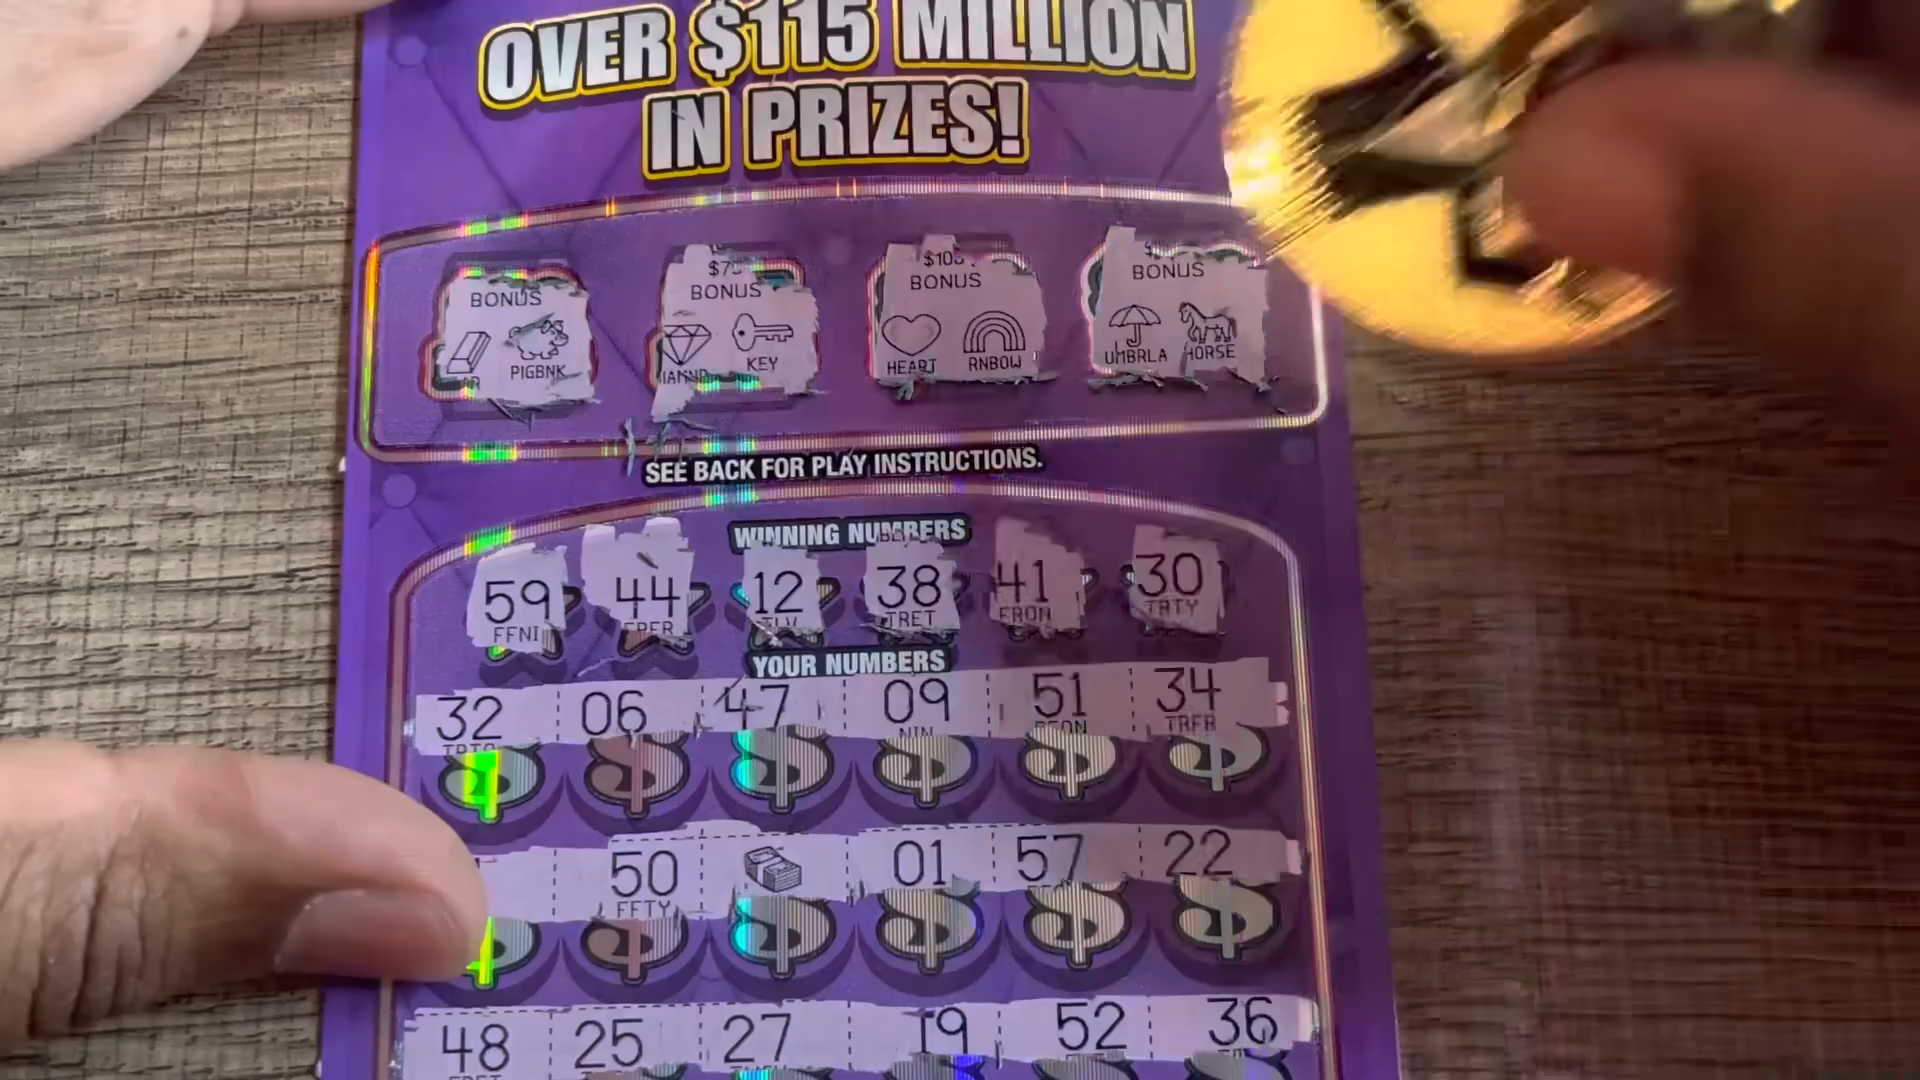 OVER $115 MILLION
IN PRIZES!
BONUS
PIGBNK
BONUS
KEY
BONUS
HEART RNBOW
BONUS
UMBRLA HORSE
SEE BACK FOR PLAY INSTRUCTIONS.
WINNING NUMBERS
59 44 12 38 41 30
FFNI TRET TRTY
YOUR NUMBERS
32 06 47 09 51 34
50 01 57 22
FFTY
48 25 27 19 52 36